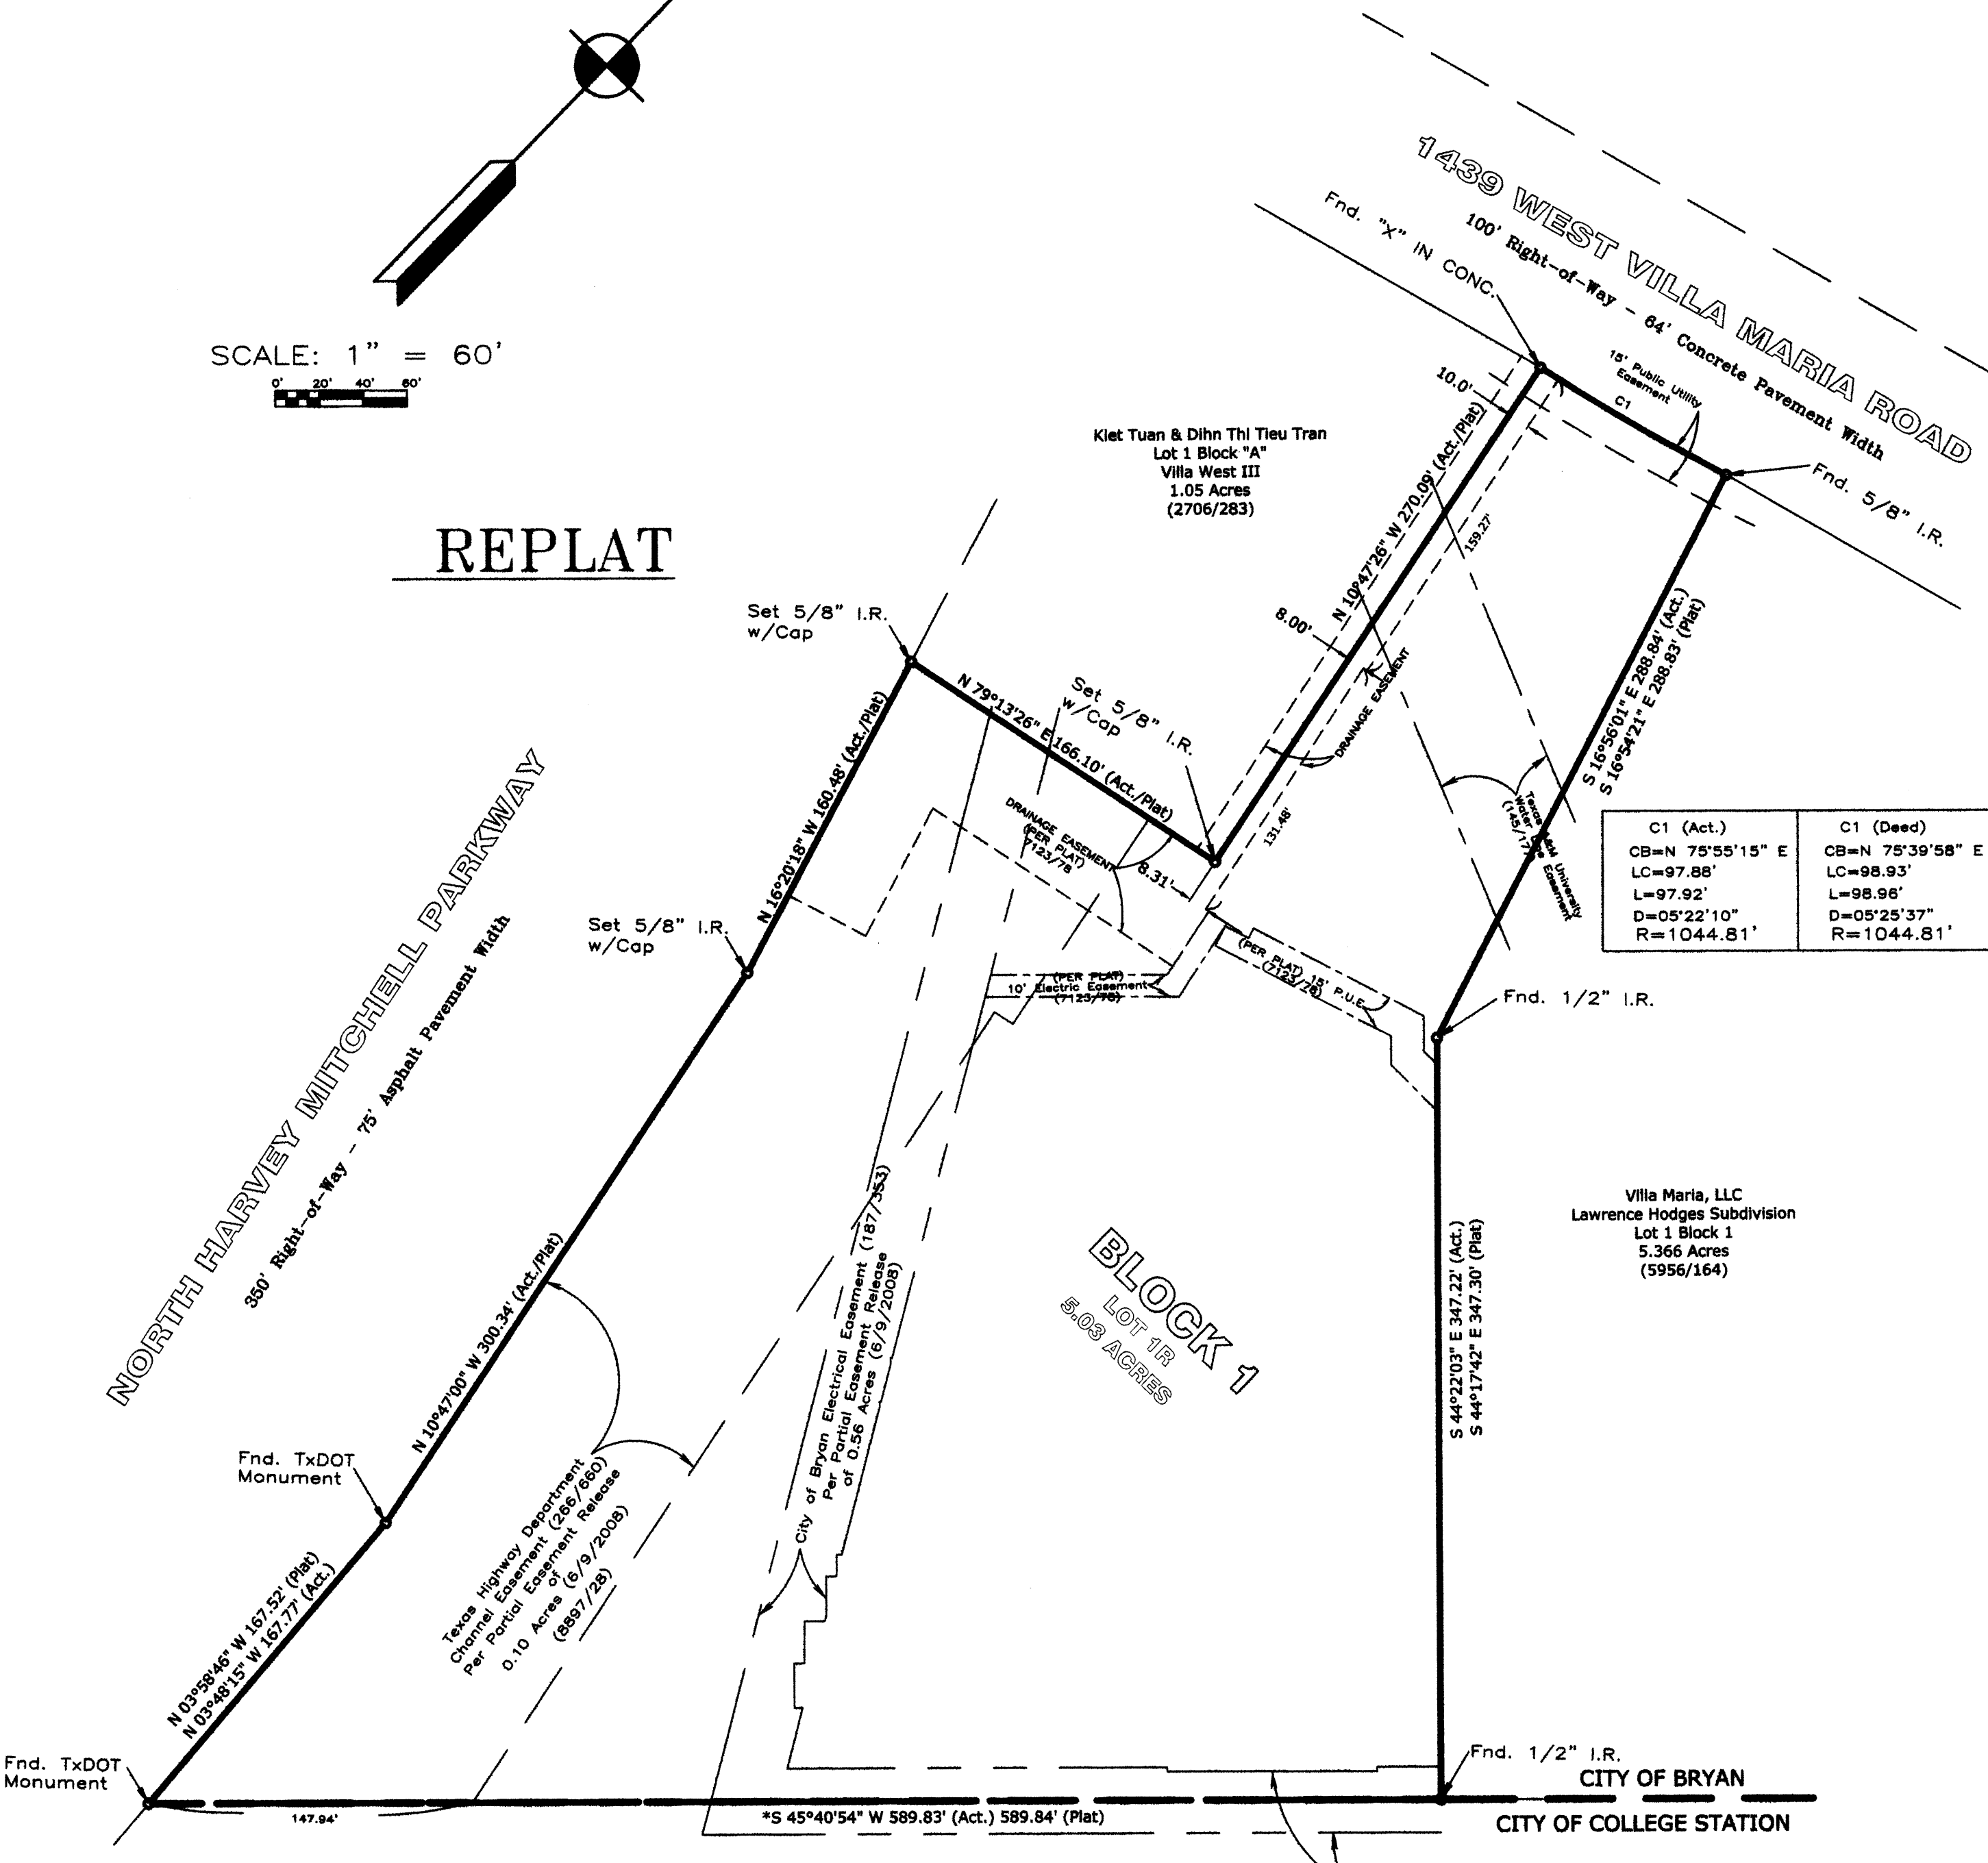 SCALE: 1" = 60'
0' 20' 40' 60'
REPLAT
1439 WEST VILLA MARIA ROAD
100' Right-of-Way - 64' Concrete Pavement Width
Fnd. "X" IN CONC.
15' Public Utility
Easement
C1
10.0'
Fnd. 5/8" I.R.
Kiet Tuan & Dihn Thi Tieu Tran
Lot 1 Block "A"
Villa West III
1.05 Acres
(2706/283)
N 10°47'26" W 270.09' (Act./Plat)
159.27'
8.00'
DRAINAGE EASEMENT
S 16°56'01" E 288.84' (Act.)
S 16°54'21" E 288.83' (Plat)
Set 5/8" I.R.
w/Cap
N 79°13'26" E 166.10' (Act./Plat)
Set 5/8" I.R.
w/Cap
N 16°20'18" W 160.48' (Act./Plat)
DRAINAGE EASEMENT
(PER PLAT)
7123/78
8.31'
131.48'
Texas A&M University
Water Line Easement
(145/17
C1 (Act.)
CB=N 75°55'15" E
LC=97.88'
L=97.92'
D=05°22'10"
R=1044.81'
C1 (Deed)
CB=N 75°39'58" E
LC=98.93'
L=98.96'
D=05°25'37"
R=1044.81'
Set 5/8" I.R.
w/Cap
(PER PLAT)
10' Electric Easement
(7123/78)
(PER PLAT) 15' P.U.E.
(7123/78)
Fnd. 1/2" I.R.
NORTH HARVEY MITCHELL PARKWAY
350' Right-of-Way - 75' Asphalt Pavement Width
N 10°47'00" W 300.34' (Act./Plat)
City of Bryan Electrical Easement (187/353)
Per Partial Easement Release
of 0.56 Acres (6/9/2008)
BLOCK 1
LOT 1R
5.03 ACRES
Villa Maria, LLC
Lawrence Hodges Subdivision
Lot 1 Block 1
5.366 Acres
(5956/164)
S 44°22'03" E 347.22' (Act.)
S 44°17'42" E 347.30' (Plat)
Fnd. TxDOT
Monument
Texas Highway Department
Channel Easement (266/660)
Per Partial Easement Release
of
0.10 Acres (6/9/2008)
(8897/28)
N 03°58'46" W 167.52' (Plat)
N 03°48'15" W 167.77' (Act.)
Fnd. TxDOT
Monument
147.94'
*S 45°40'54" W 589.83' (Act.) 589.84' (Plat)
Fnd. 1/2" I.R.
CITY OF BRYAN
CITY OF COLLEGE STATION